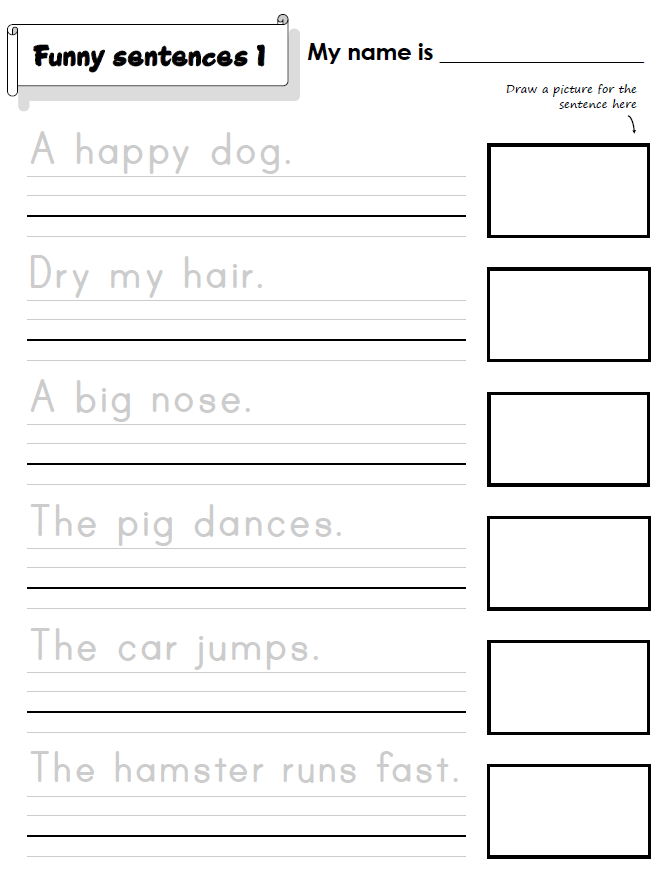 Funny sentences 1
My name is
Draw a picture for the
sentence here
A happy dog.
Dry my hair.
A big nose.
The pig dances.
The car jumps.
The hamster runs fast.